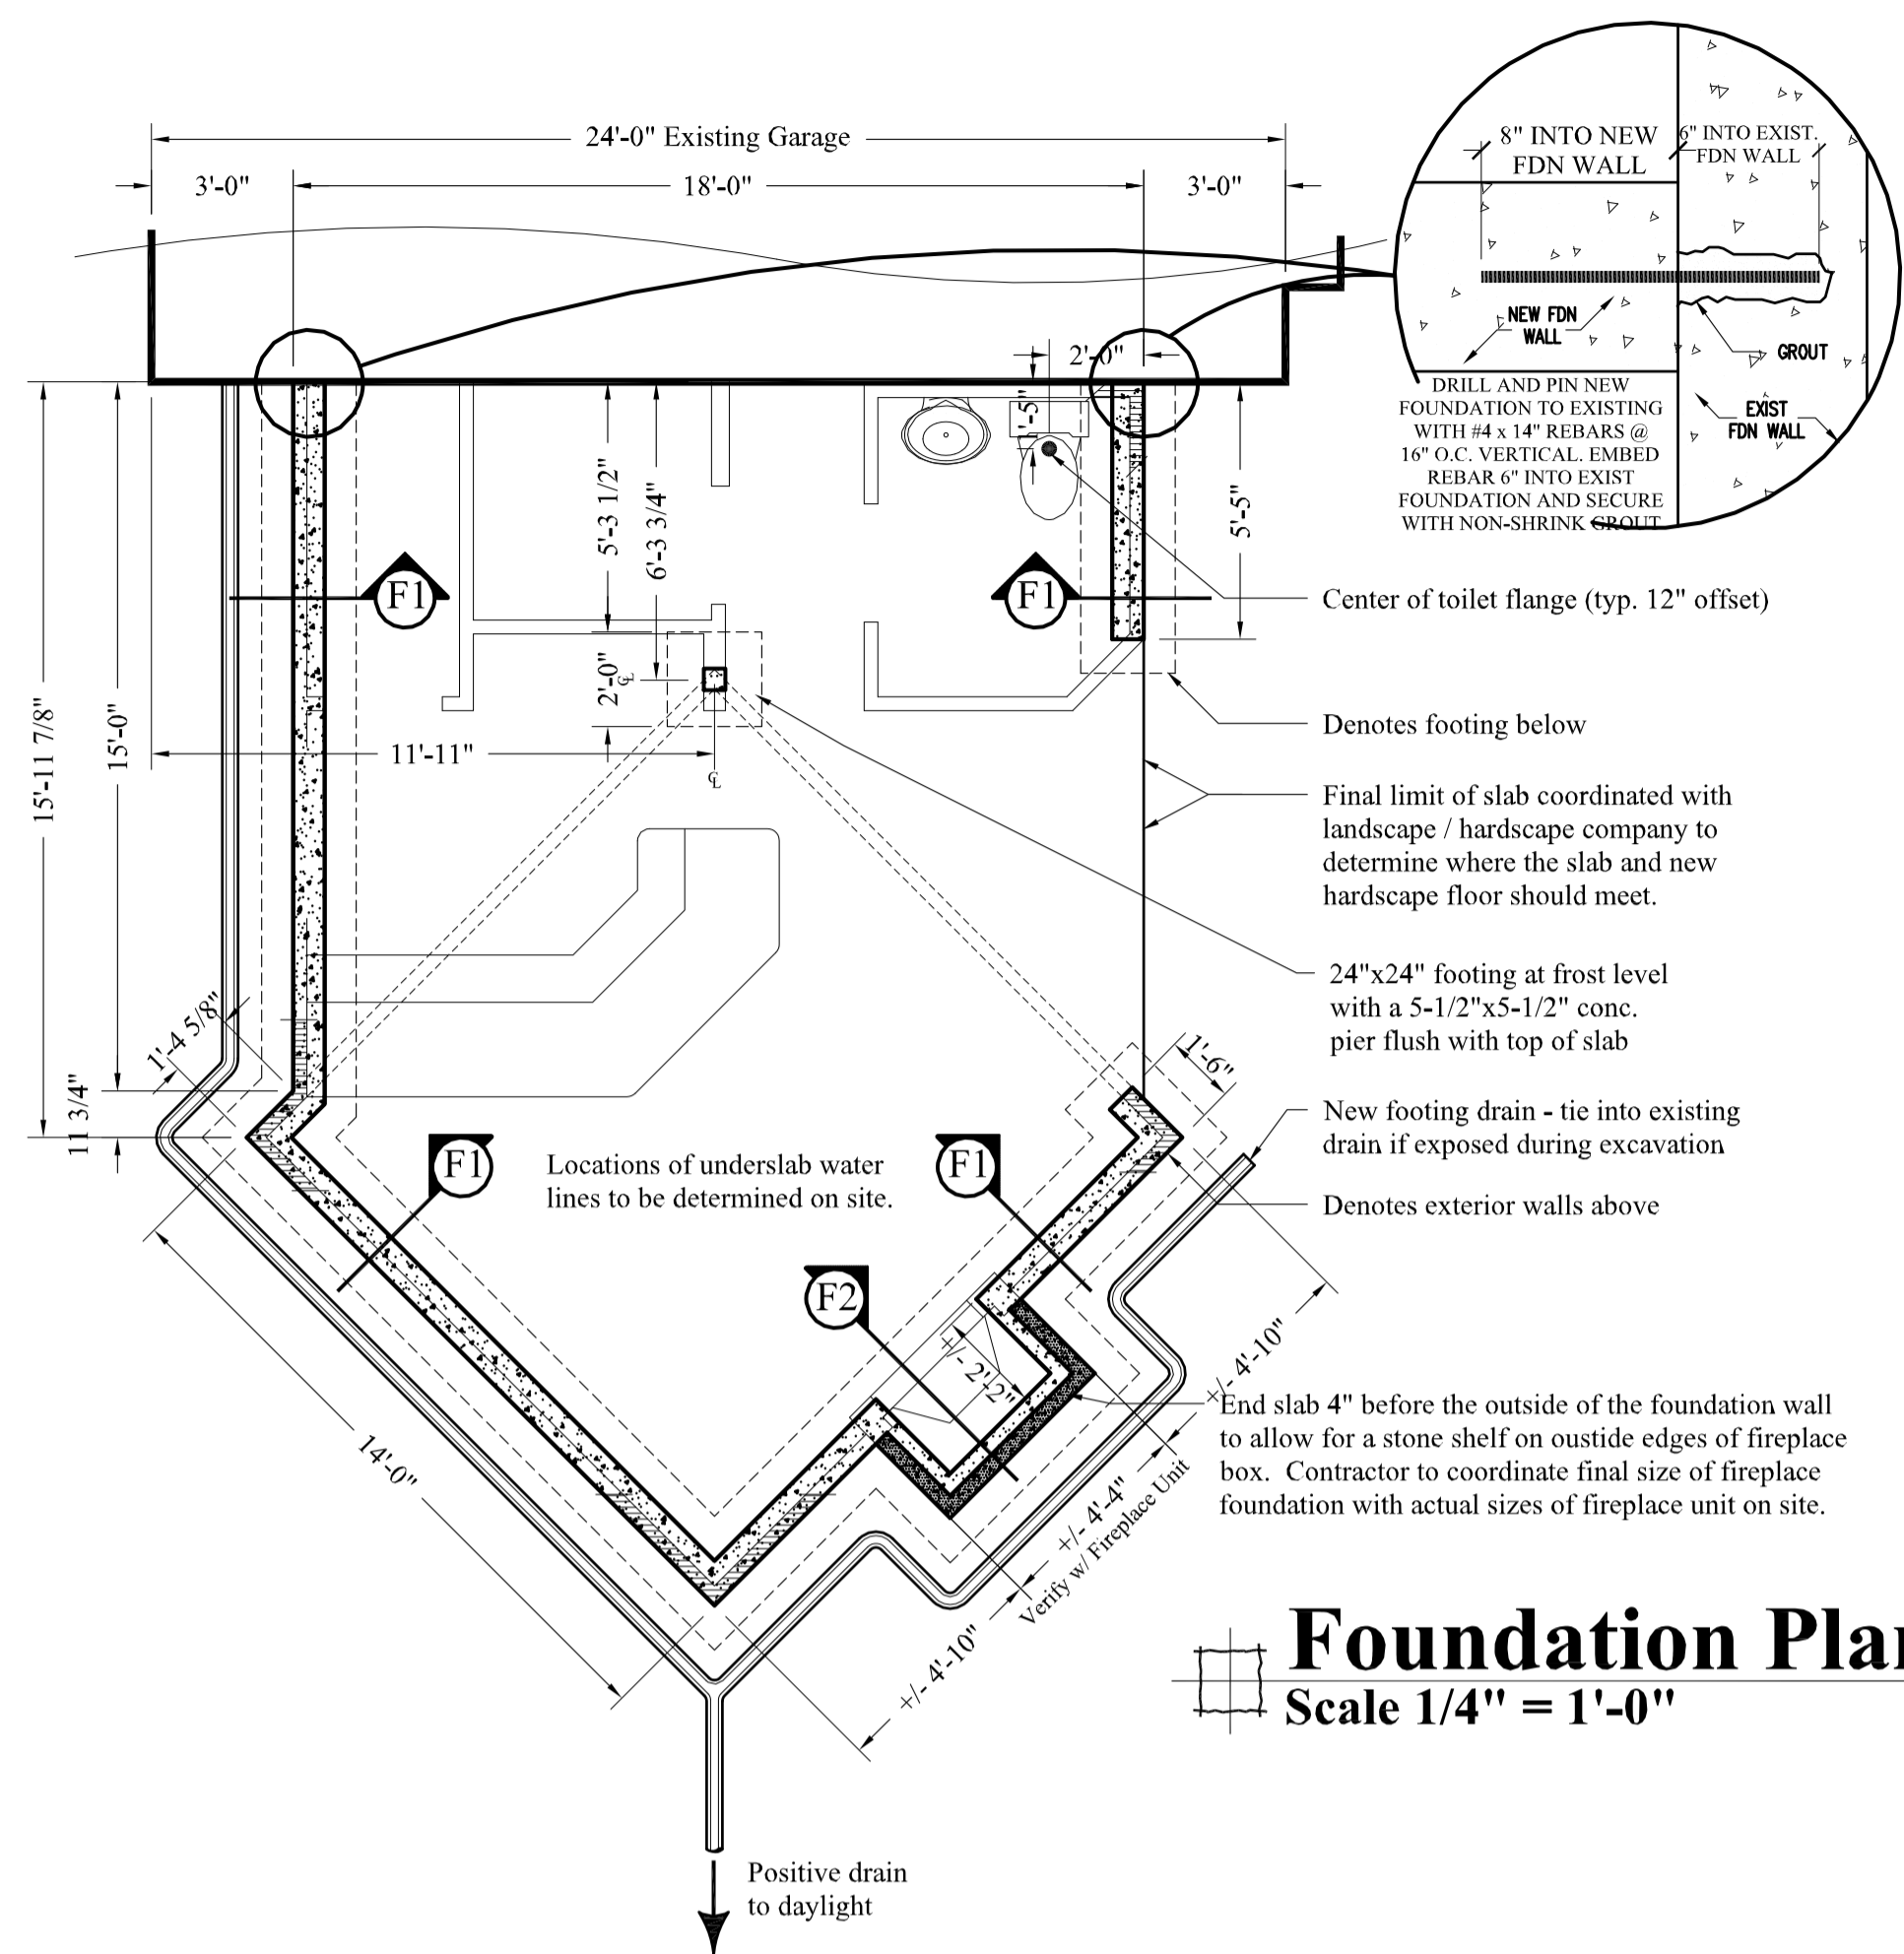 24'-0" Existing Garage
3'-0"
18'-0"
3'-0"
8" INTO NEW
FDN WALL
6" INTO EXIST.
FDN WALL
NEW FDN
WALL
GROUT
EXIST
FDN WALL
DRILL AND PIN NEW
FOUNDATION TO EXISTING
WITH #4 x 14" REBARS @
16" O.C. VERTICAL. EMBED
REBAR 6" INTO EXIST
FOUNDATION AND SECURE
WITH NON-SHRINK GROUT
2'-0"
1'-5"
5'-3 1/2"
6'-3 3/4"
5'-5"
F1
F1
Center of toilet flange (typ. 12" offset)
2'-0"
℄
Denotes footing below
15'-11 7/8"
15'-0"
11'-11"
℄
Final limit of slab coordinated with
landscape / hardscape company to
determine where the slab and new
hardscape floor should meet.
24"x24" footing at frost level
with a 5-1/2"x5-1/2" conc.
pier flush with top of slab
1'-4 5/8"
11 3/4"
1'-6"
New footing drain - tie into existing
drain if exposed during excavation
F1
Locations of underslab water
lines to be determined on site.
F1
Denotes exterior walls above
F2
+/- 2'-2"
+/- 4'-10"
End slab 4" before the outside of the foundation wall
to allow for a stone shelf on oustide edges of fireplace
box. Contractor to coordinate final size of fireplace
foundation with actual sizes of fireplace unit on site.
14'-0"
+/- 4'-4"
Verify w/ Fireplace Unit
+/- 4'-10"
Foundation Plan
Scale 1/4" = 1'-0"
Positive drain
to daylight